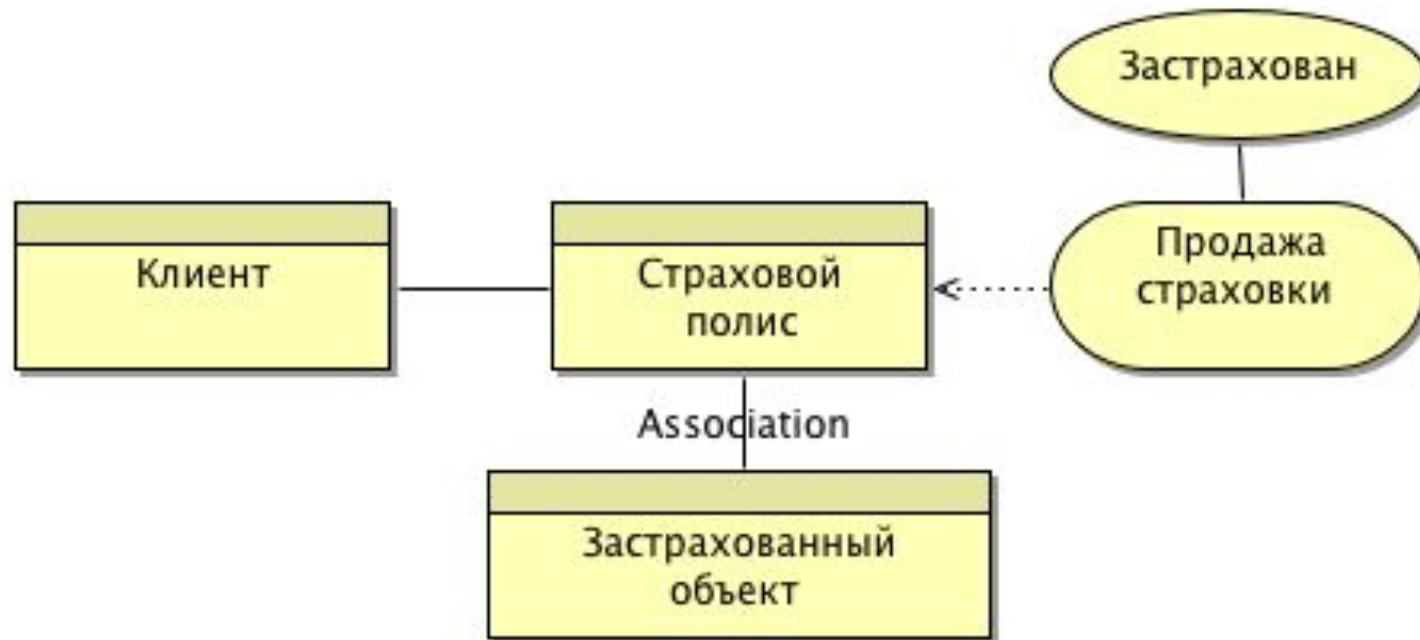 Застрахован
Продажа
страховки
Клиент
Страховой
полис
Association
Застрахованный
объект